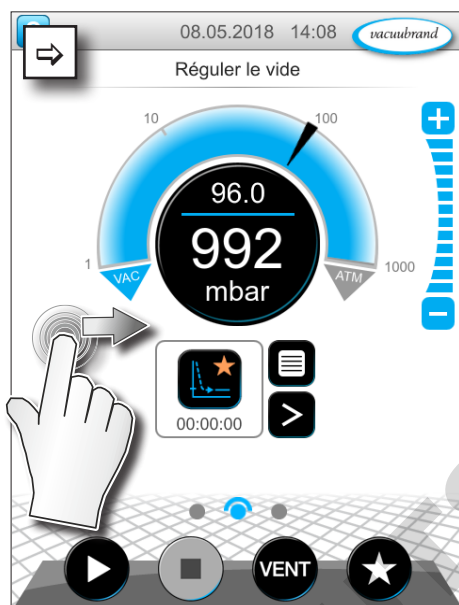 08.05.2018 14:08
vacuubrand
Réguler le vide
10
100
96.0
992
mbar
1
VAC
ATM
1000
00:00:00
VENT